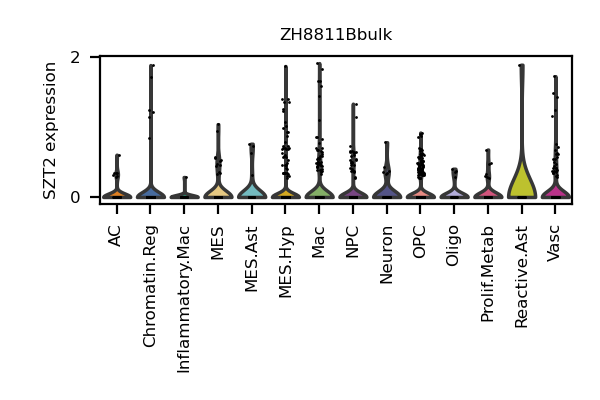 ZH8811Bbulk
SZT2 expression
2
0
AC
Chromatin.Reg
Inflammatory.Mac
MES
MES.Ast
MES.Hyp
Mac
NPC
Neuron
OPC
Oligo
Prolif.Metab
Reactive.Ast
Vasc